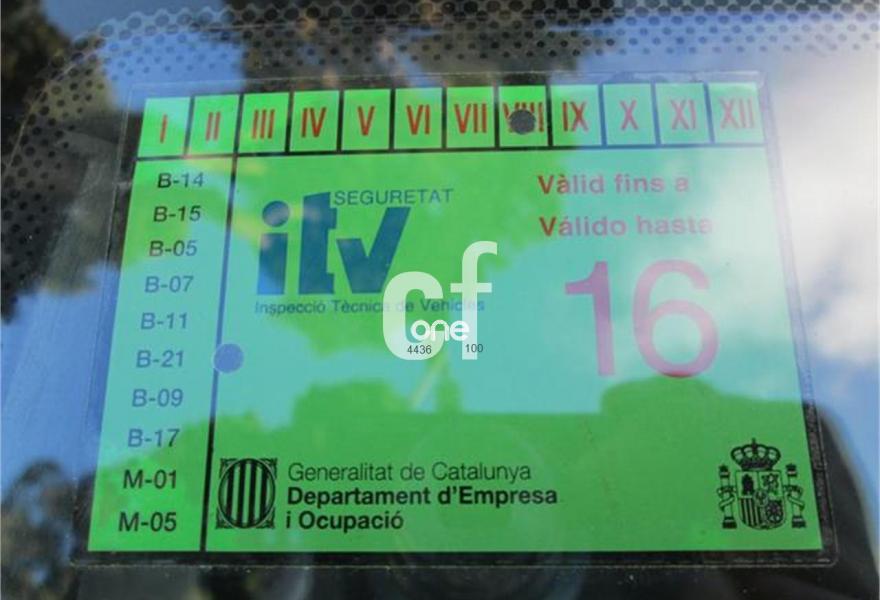 I II III IV V VI VII VIII IX X XI XII
B-14
B-15
B-05
B-07
B-11
B-21
B-09
B-17
M-01
M-05
SEGURETAT
itv
Inspecció Tècnica de Vehicles
Vàlid fins a
Válido hasta
16
cf
one
4436 100
Generalitat de Catalunya
Departament d'Empresa
i Ocupació